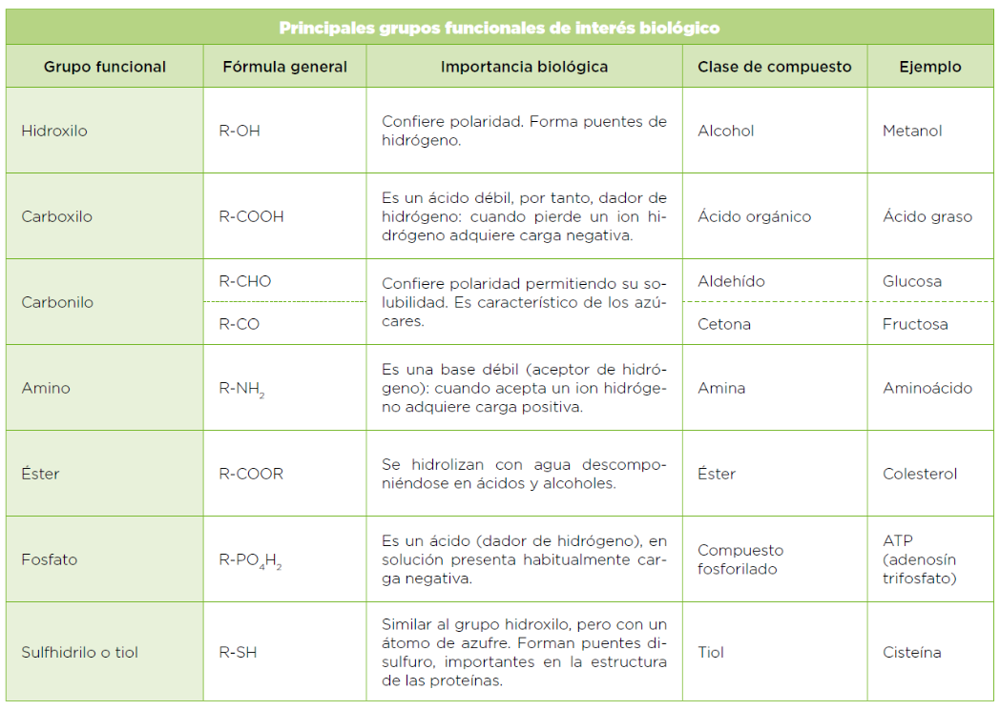 Principales grupos funcionales de interés biológico
Grupo funcional
Fórmula general
Importancia biológica
Clase de compuesto
Ejemplo
Hidroxilo
R-OH
Confiere polaridad. Forma puentes de
hidrógeno.
Alcohol
Metanol
Carboxilo
R-COOH
Es un ácido débil, por tanto, dador de
hidrógeno: cuando pierde un ion hi-
drógeno adquiere carga negativa.
Ácido orgánico
Ácido graso
Carbonilo
R-CHO
R-CO
Confiere polaridad permitiendo su so-
lubilidad. Es característico de los azú-
cares.
Aldehído
Glucosa
Cetona
Fructosa
Amino
R-NH₂
Es una base débil (aceptor de hidró-
geno): cuando acepta un ion hidróge-
no adquiere carga positiva.
Amina
Aminoácido
Éster
R-COOR
Se hidrolizan con agua descompo-
niéndose en ácidos y alcoholes.
Éster
Colesterol
Fosfato
R-PO₄H₂
Es un ácido (dador de hidrógeno), en
solución presenta habitualmente car-
ga negativa.
Compuesto
fosforilado
ATP
(adenosín
trifosfato)
Sulfhidrilo o tiol
R-SH
Similar al grupo hidroxilo, pero con un
átomo de azufre. Forman puentes di-
sulfuro, importantes en la estructura
de las proteínas.
Tiol
Cisteína